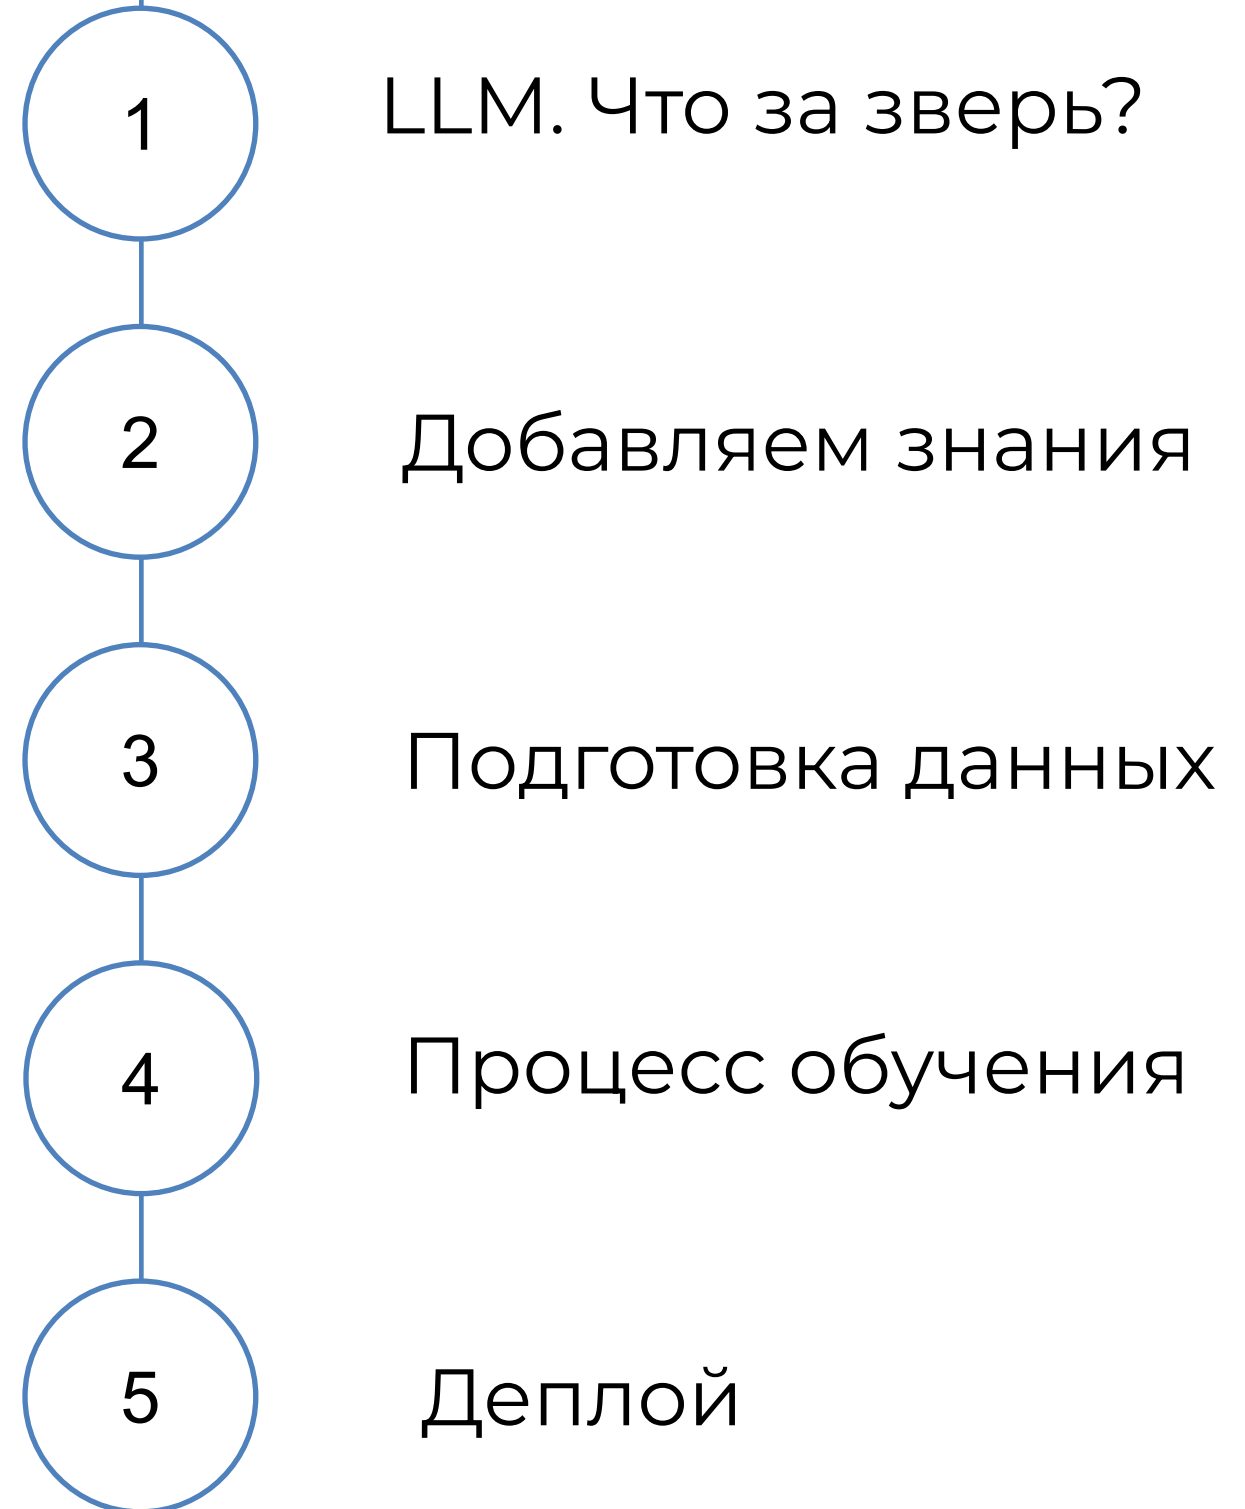 1
LLM. Что за зверь?
2
Добавляем знания
3
Подготовка данных
4
Процесс обучения
5
Деплой